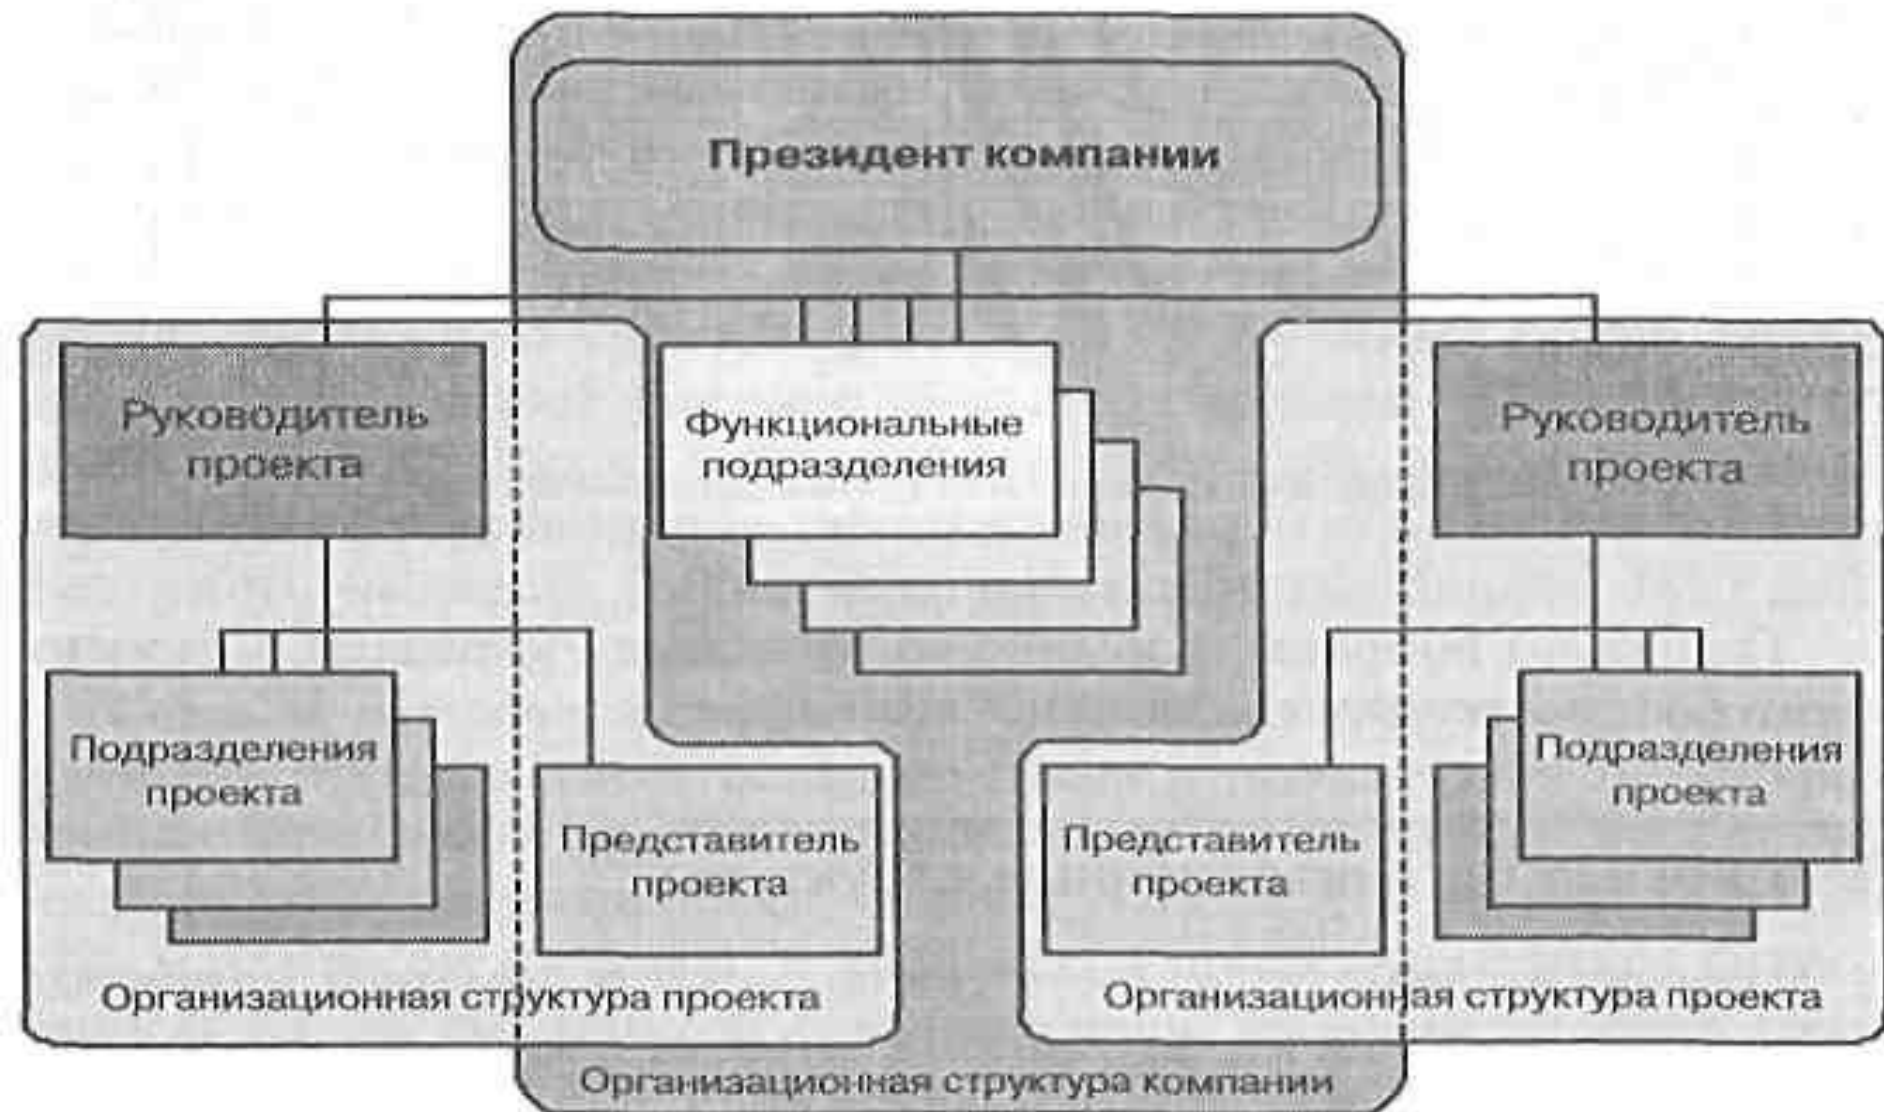 Президент компании
Руководитель
проекта
Функциональные
подразделения
Руководитель
проекта
Подразделения
проекта
Представитель
проекта
Представитель
проекта
Подразделения
проекта
Организационная структура проекта
Организационная структура проекта
Организационная структура компании